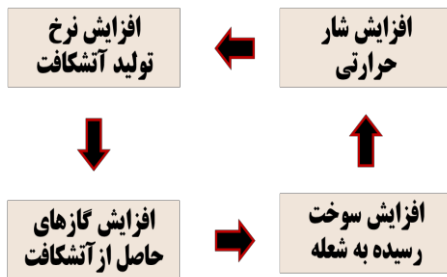 افزایش شار
حرارتی
افزایش نرخ
تولید آتشکافت
افزایش گازهای
حاصل از آتشکافت
افزایش سوخت
رسیده به شعله